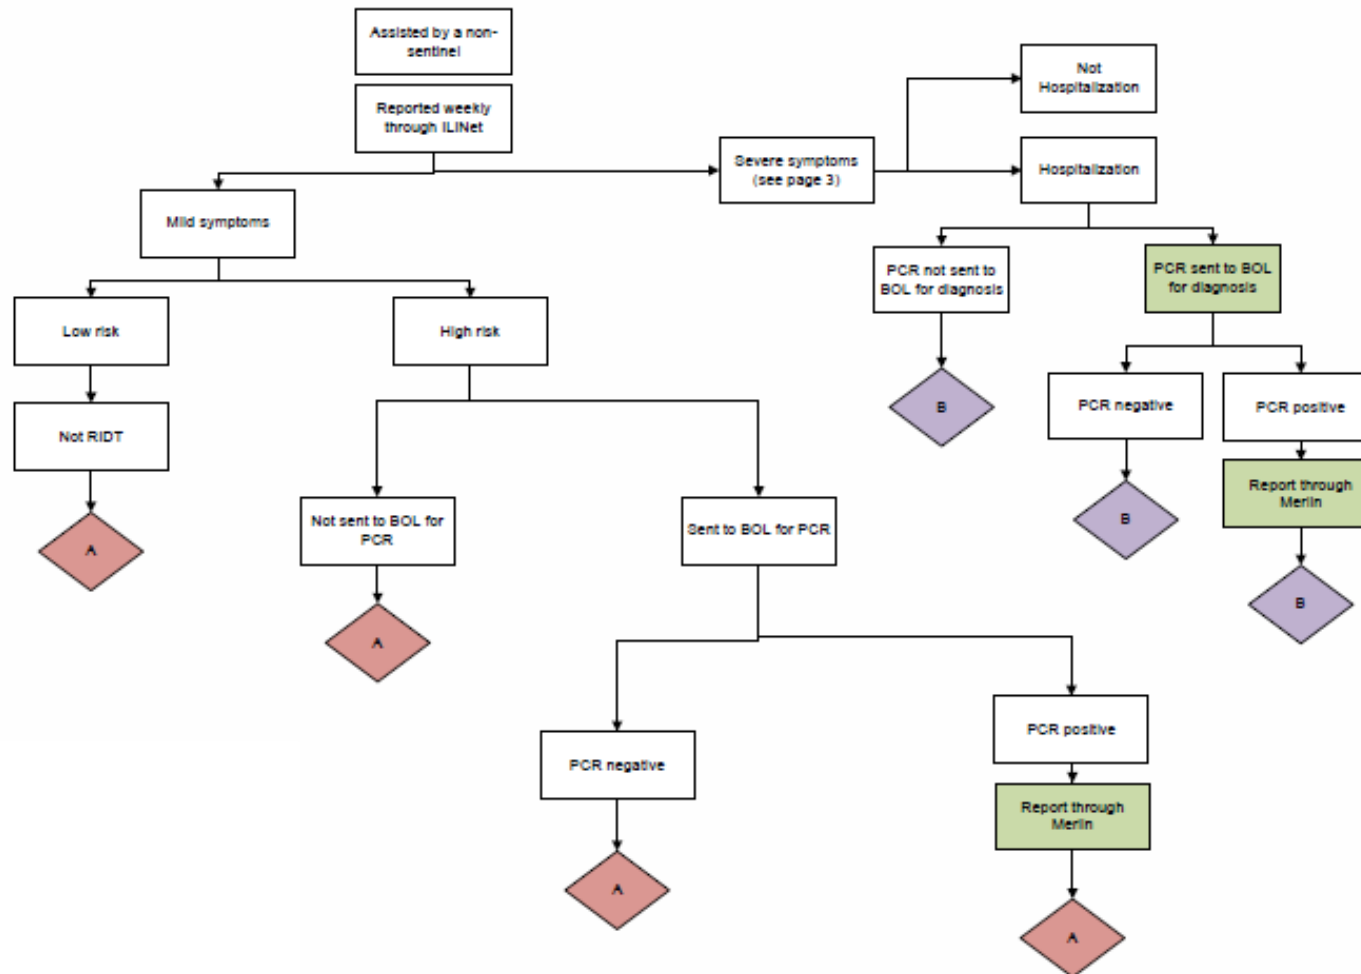 Assisted by a non-
sentinel
Reported weekly
through ILINet
Not
Hospitalization
Severe symptoms
(see page 3)
Hospitalization
Mild symptoms
PCR not sent to
BOL for diagnosis
PCR sent to BOL
for diagnosis
Low risk
High risk
PCR negative
PCR positive
B
Not RIDT
Report through
Merlin
Not sent to BOL for
PCR
Sent to BOL for PCR
B
A
B
A
PCR positive
PCR negative
Report through
Merlin
A
A